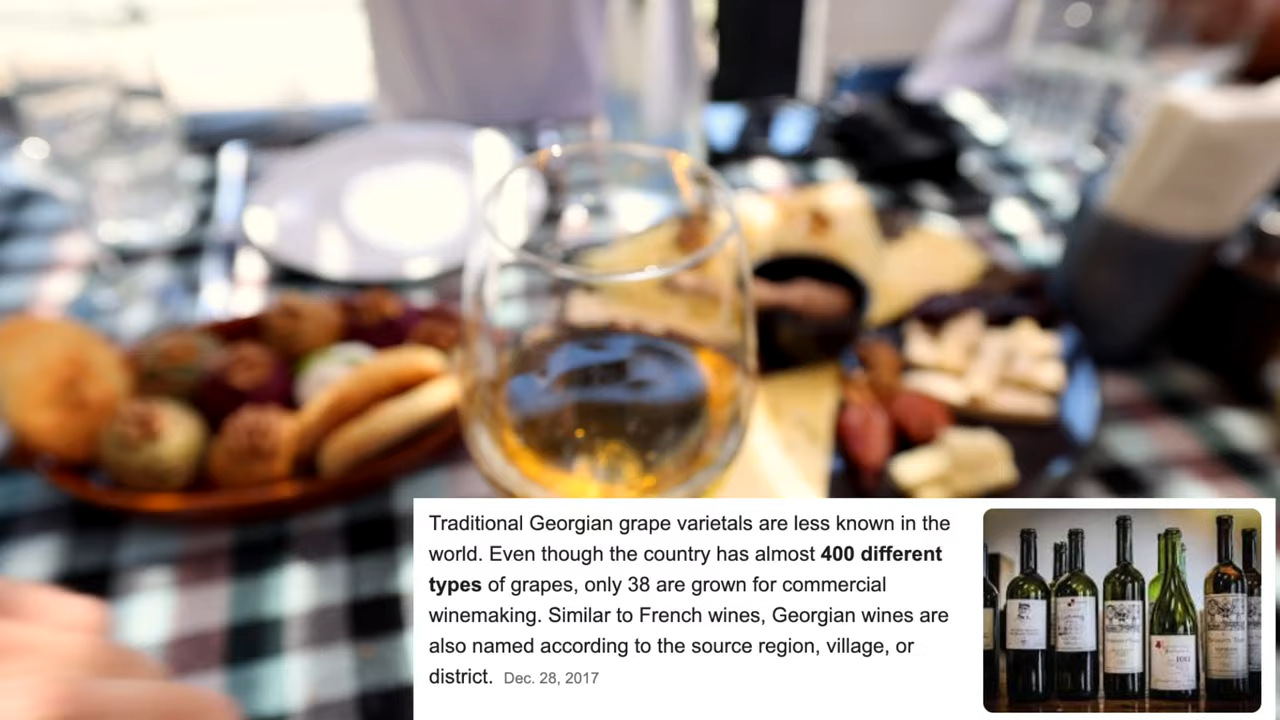 Traditional Georgian grape varietals are less known in the
world. Even though the country has almost 400 different
types of grapes, only 38 are grown for commercial
winemaking. Similar to French wines, Georgian wines are
also named according to the source region, village, or
district. Dec. 28, 2017